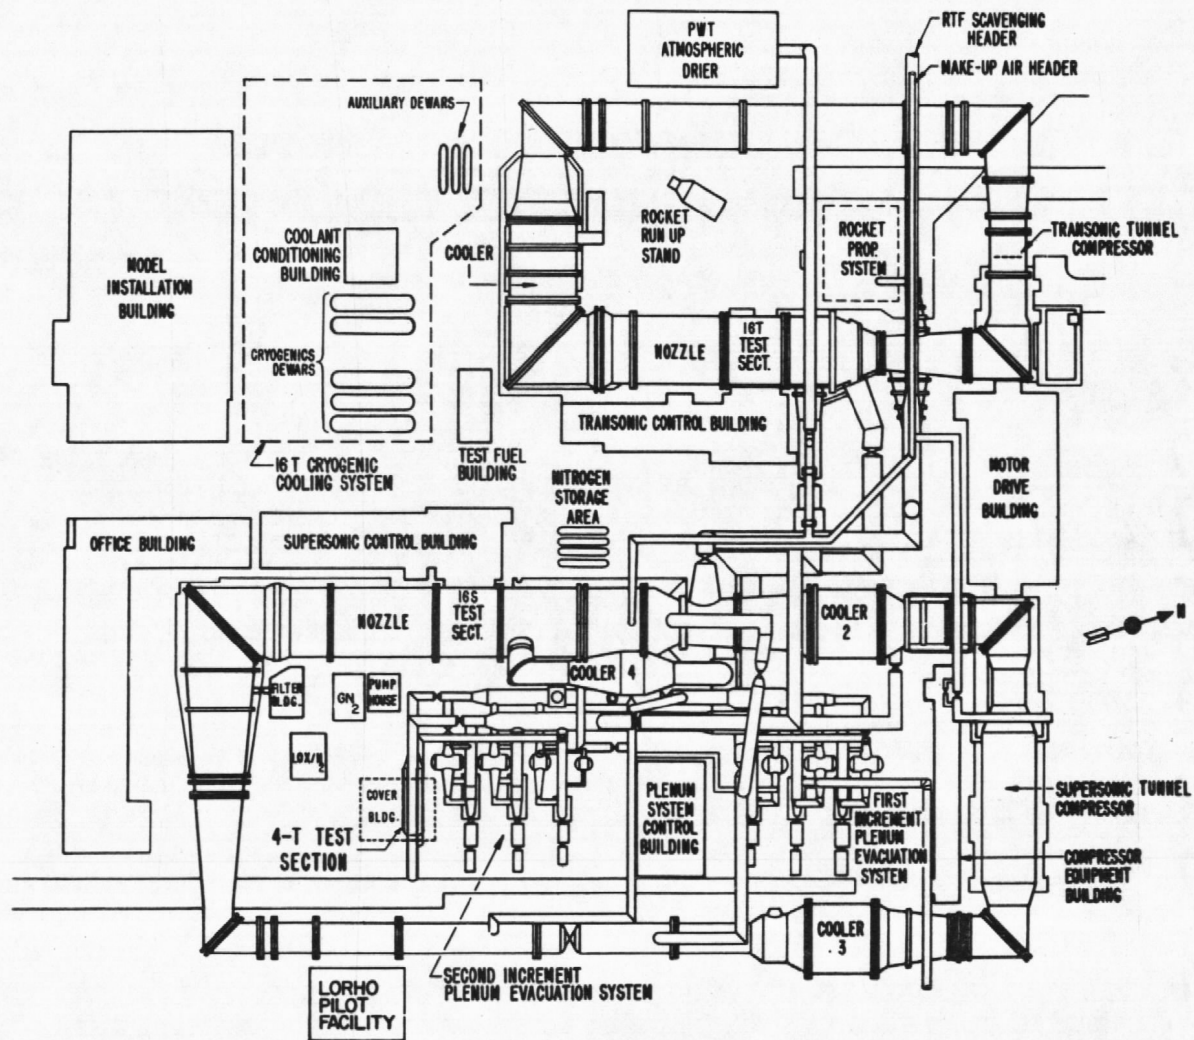 PWT
ATMOSPHERIC
DRIER
RTF SCAVENGING
HEADER
MAKE-UP AIR HEADER
AUXILIARY DEWARS
MODEL
INSTALLATION
BUILDING
COOLANT
CONDITIONING
BUILDING
COOLER
ROCKET
RUN UP
STAND
ROCKET
PROP.
SYSTEM
TRANSONIC TUNNEL
COMPRESSOR
CRYOGENICS
DEWARS
NOZZLE
16T
TEST
SECT.
TRANSONIC CONTROL BUILDING
16T CRYOGENIC
COOLING SYSTEM
TEST FUEL
BUILDING
NITROGEN
STORAGE
AREA
MOTOR
DRIVE
BUILDING
OFFICE BUILDING
SUPERSONIC CONTROL BUILDING
NOZZLE
16S
TEST
SECT.
COOLER
2
N
COOLER 4
FILTER
BLDG.
GN2
PUMP
HOUSE
LOX/N2
COVER
BLDG.
4-T TEST
SECTION
PLENUM
SYSTEM
CONTROL
BUILDING
FIRST
INCREMENT
PLENUM
EVACUATION
SYSTEM
SUPERSONIC TUNNEL
COMPRESSOR
COMPRESSOR
EQUIPMENT
BUILDING
COOLER
3
SECOND INCREMENT
PLENUM EVACUATION SYSTEM
LORHO
PILOT
FACILITY